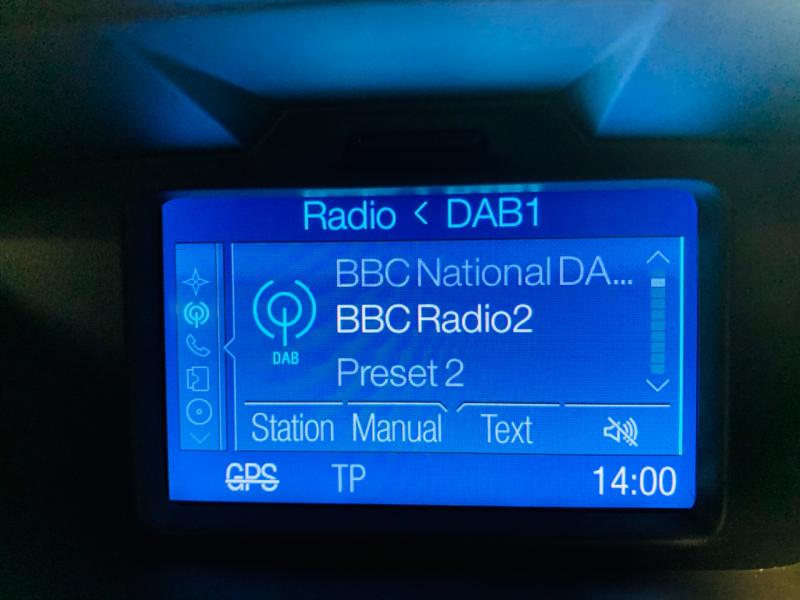 Radio < DAB1
BBC National DA...
BBC Radio2
DAB
Preset 2
Station Manual Text
GPS TP 14:00